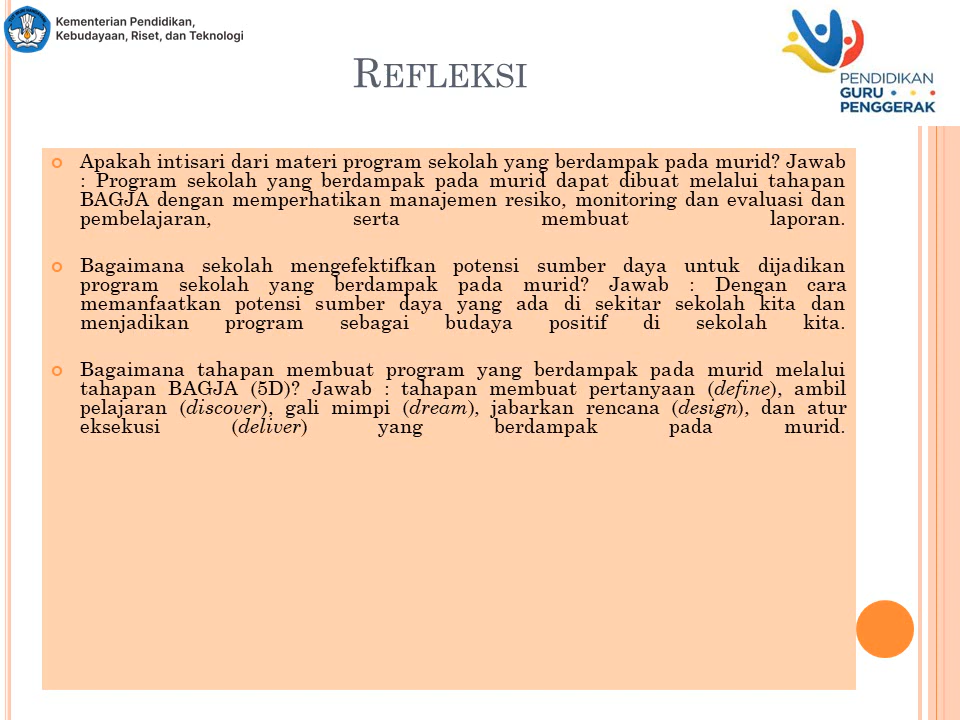 Kementerian Pendidikan,
Kebudayaan, Riset, dan Teknologi
REFLEKSI
PENDIDIKAN
GURU
PENGGERAK
Apakah intisari dari materi program sekolah yang berdampak pada murid? Jawab
: Program sekolah yang berdampak pada murid dapat dibuat melalui tahapan
BAGJA dengan memperhatikan manajemen resiko, monitoring dan evaluasi dan
pembelajaran, serta membuat laporan.
Bagaimana sekolah mengefektifkan potensi sumber daya untuk dijadikan
program sekolah yang berdampak pada murid? Jawab : Dengan cara
memanfaatkan potensi sumber daya yang ada di sekitar sekolah kita dan
menjadikan program sebagai budaya positif di sekolah kita.
Bagaimana tahapan membuat program yang berdampak pada murid melalui
tahapan BAGJA (5D)? Jawab : tahapan membuat pertanyaan (define), ambil
pelajaran (discover), gali mimpi (dream), jabarkan rencana (design), dan atur
eksekusi (deliver) yang berdampak pada murid.